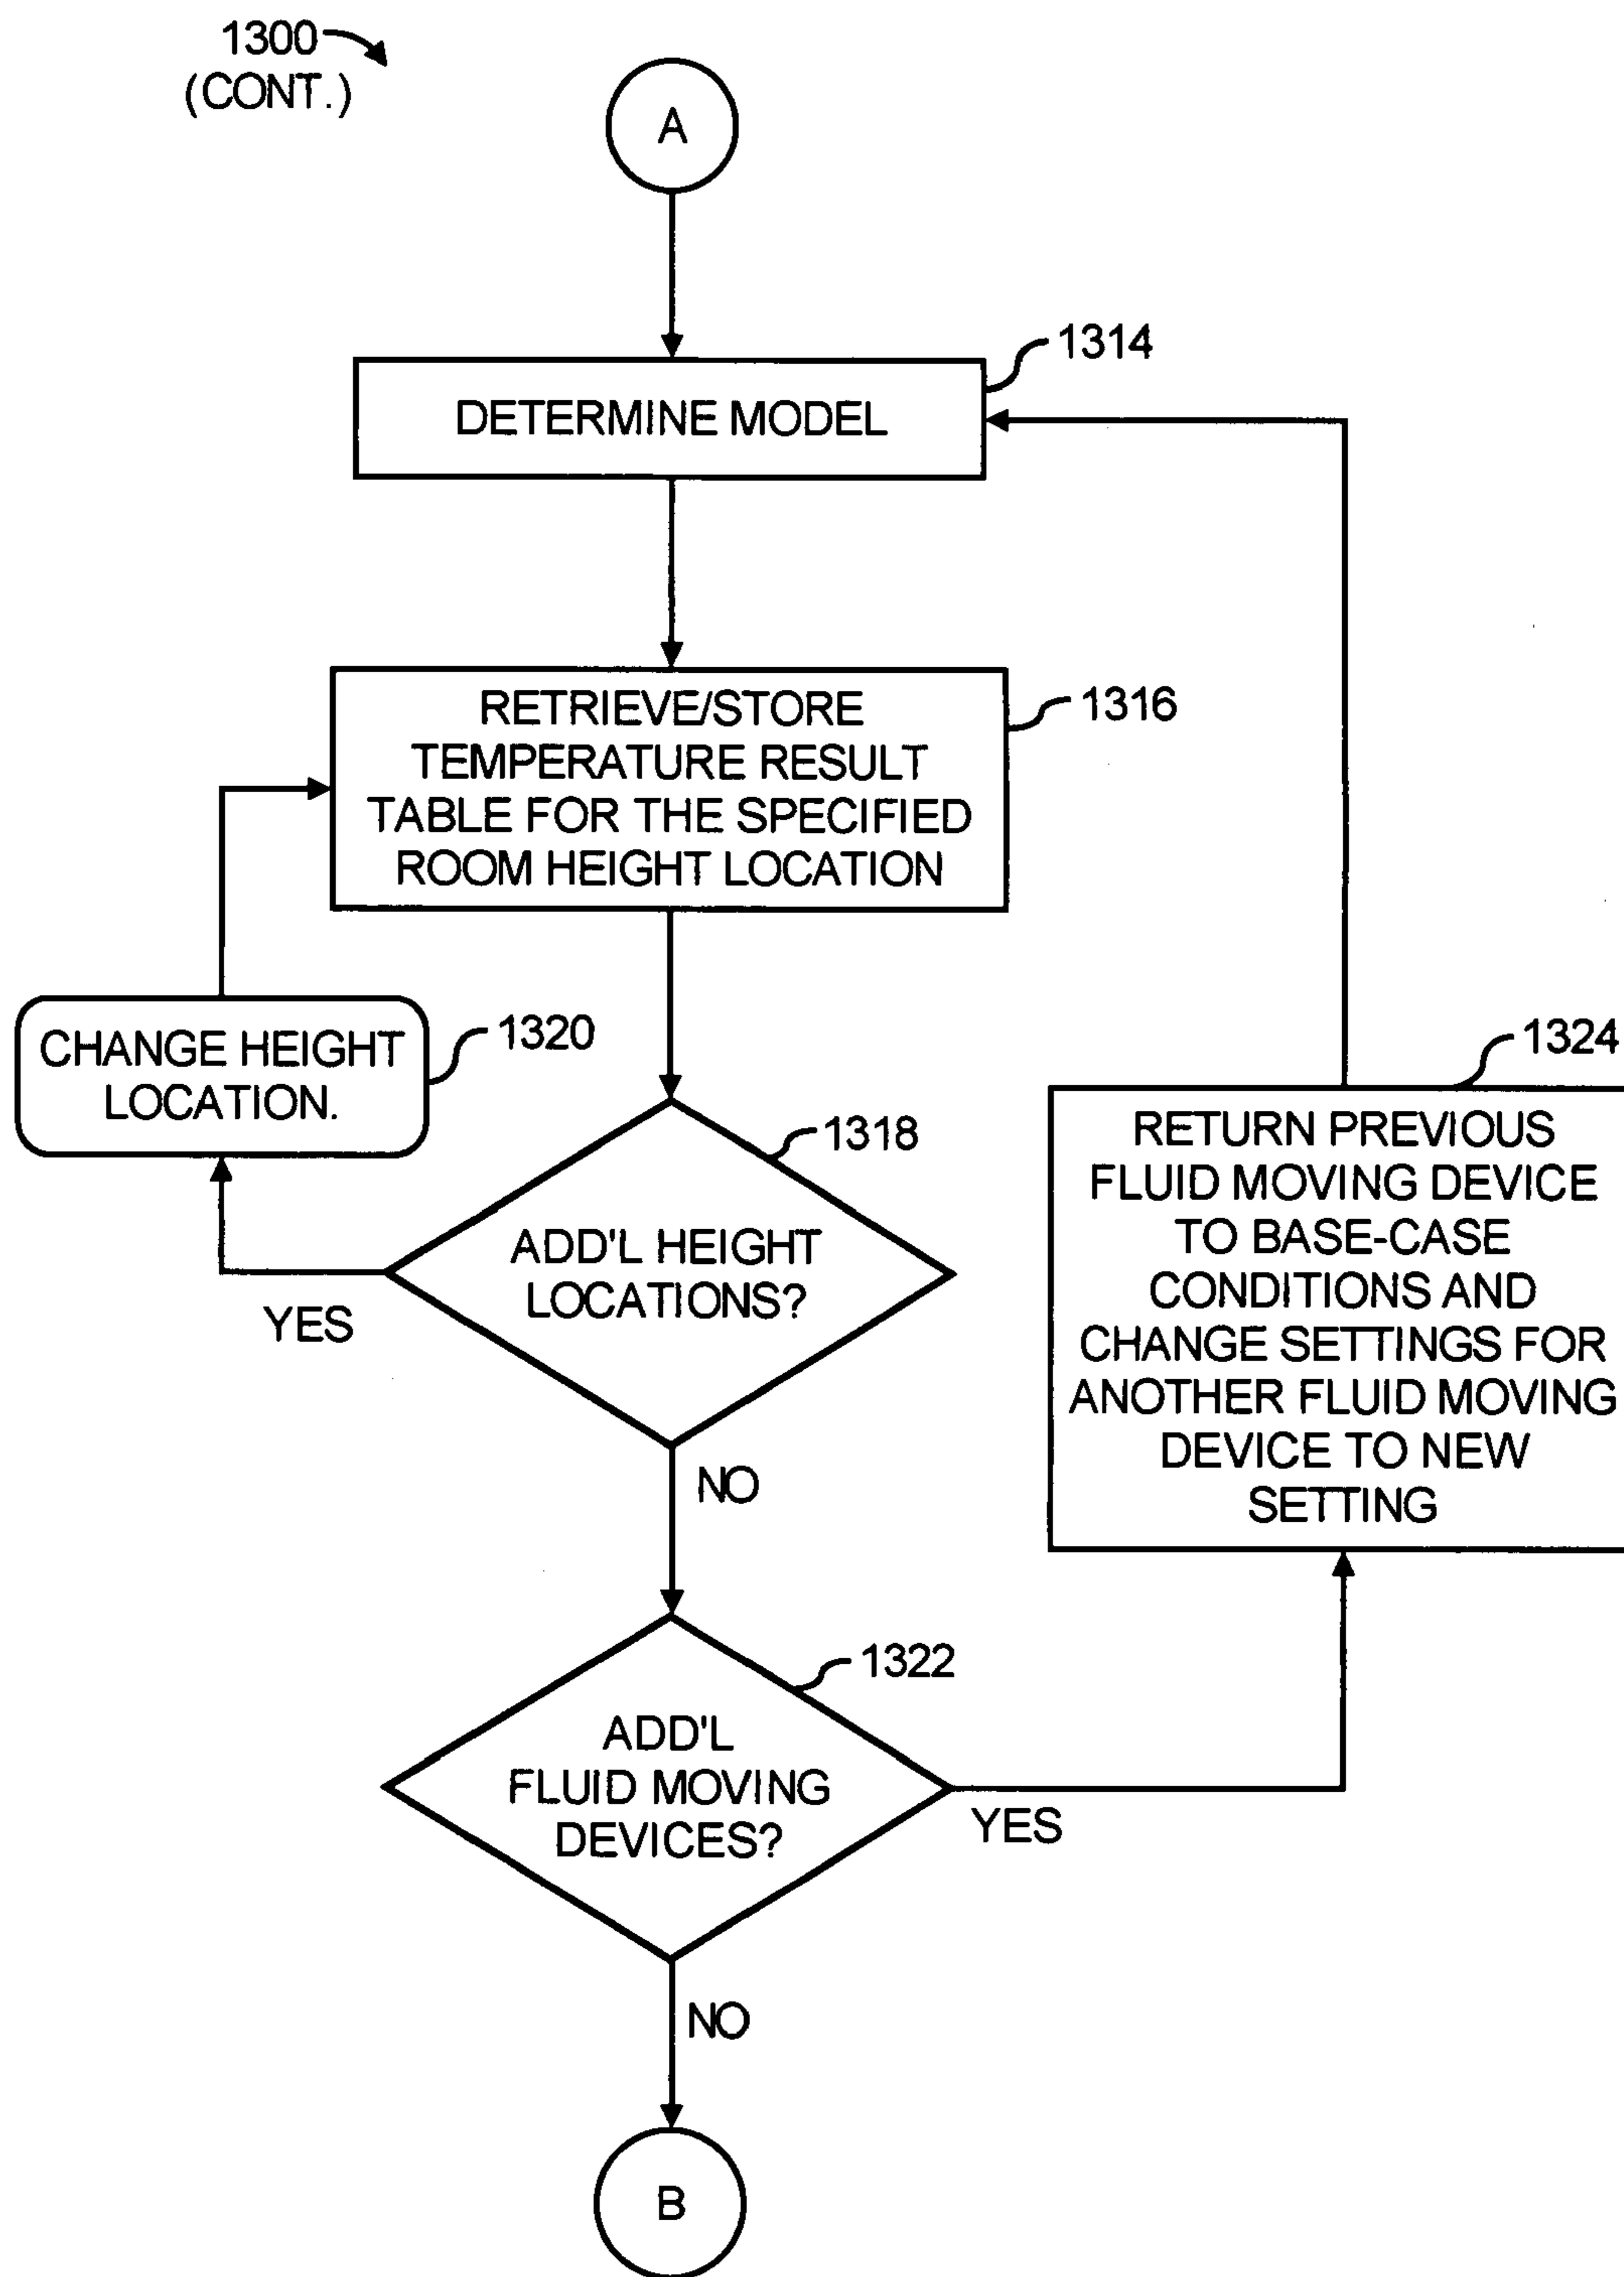 1300
(CONT.)
A
1314
DETERMINE MODEL
1316
RETRIEVE/STORE
TEMPERATURE RESULT
TABLE FOR THE SPECIFIED
ROOM HEIGHT LOCATION
1320
CHANGE HEIGHT
LOCATION.
1318
ADD'L HEIGHT
LOCATIONS?
YES
NO
1324
RETURN PREVIOUS
FLUID MOVING DEVICE
TO BASE-CASE
CONDITIONS AND
CHANGE SETTINGS FOR
ANOTHER FLUID MOVING
DEVICE TO NEW
SETTING
1322
ADD'L
FLUID MOVING
DEVICES?
YES
NO
B